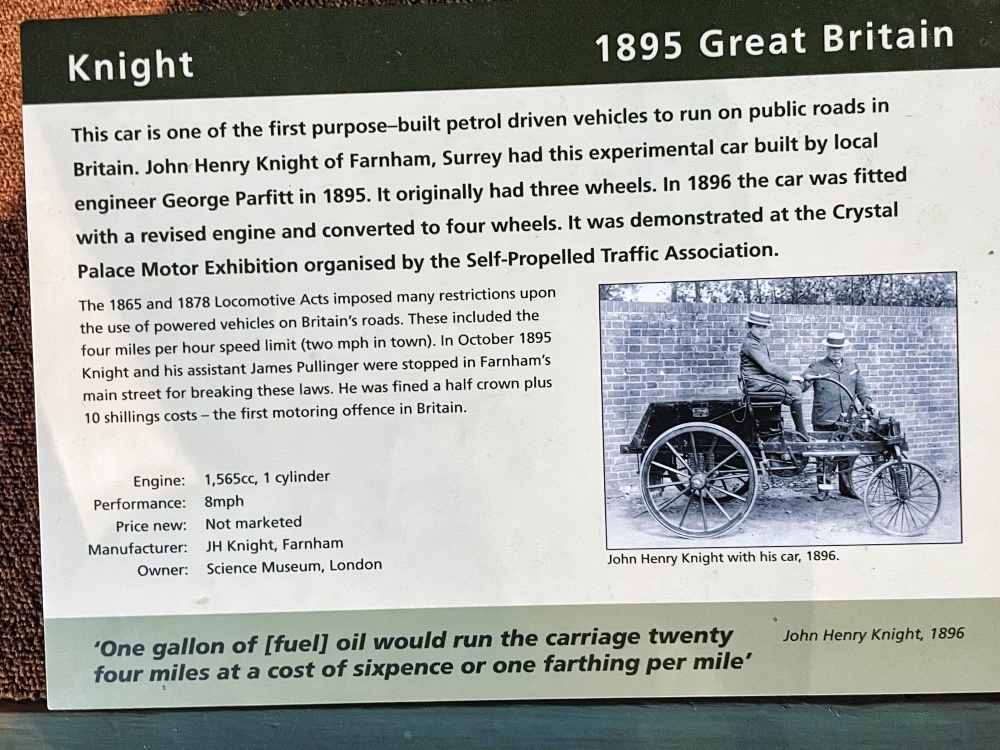 Knight
1895 Great Britain
This car is one of the first purpose–built petrol driven vehicles to run on public roads in
Britain. John Henry Knight of Farnham, Surrey had this experimental car built by local
engineer George Parfitt in 1895. It originally had three wheels. In 1896 the car was fitted
with a revised engine and converted to four wheels. It was demonstrated at the Crystal
Palace Motor Exhibition organised by the Self-Propelled Traffic Association.
The 1865 and 1878 Locomotive Acts imposed many restrictions upon
the use of powered vehicles on Britain's roads. These included the
four miles per hour speed limit (two mph in town). In October 1895
Knight and his assistant James Pullinger were stopped in Farnham's
main street for breaking these laws. He was fined a half crown plus
10 shillings costs – the first motoring offence in Britain.
Engine: 1,565cc, 1 cylinder
Performance: 8mph
Price new: Not marketed
Manufacturer: JH Knight, Farnham
Owner: Science Museum, London
John Henry Knight with his car, 1896.
'One gallon of [fuel] oil would run the carriage twenty
four miles at a cost of sixpence or one farthing per mile'
John Henry Knight, 1896